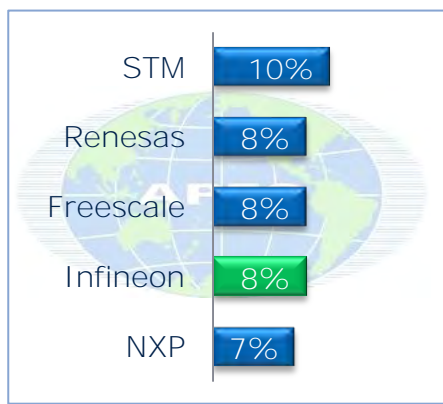 STM 10%
Renesas 8%
Freescale 8%
Infineon 8%
NXP 7%